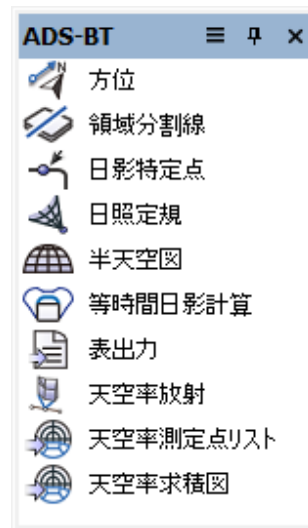 ADS-BT
方位
領域分割線
日影特定点
日照定規
半天空図
等時間日影計算
表出力
天空率放射
天空率測定点リスト
天空率求積図